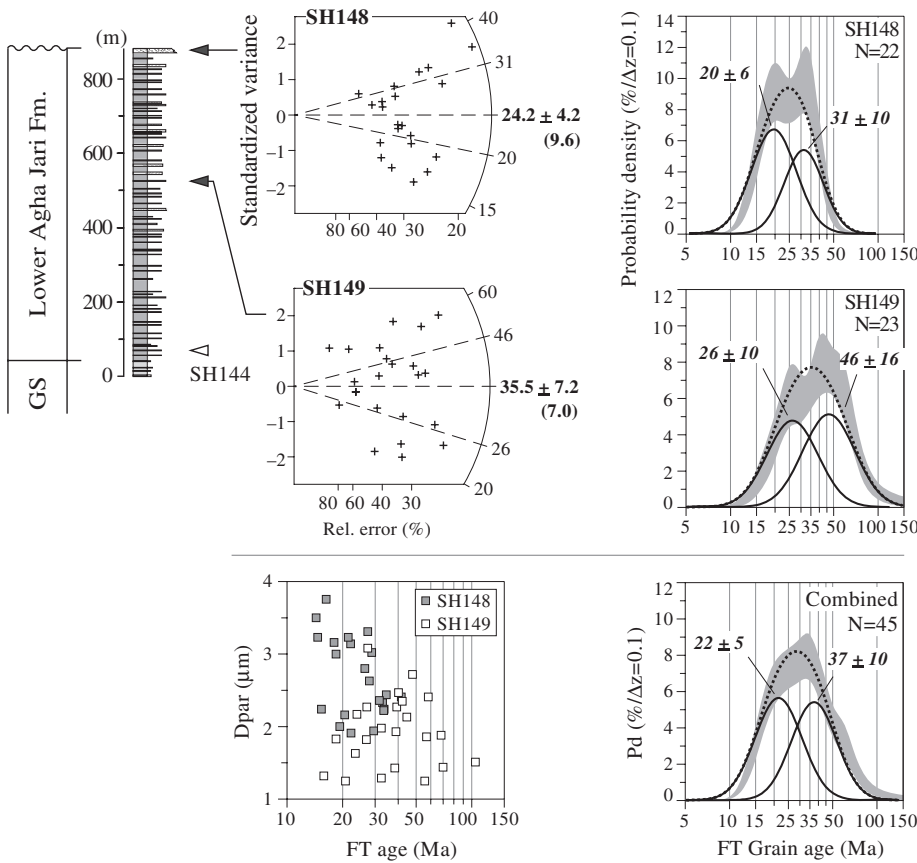 (m)
800
600
400
200
0
Lower Agha Jari Fm.
GS
SH144
SH148
Standardized variance
2
1
0
−1
−2
40
31
24.2 ± 4.2
(9.6)
20
15
80 60 40 30 20
SH149
2
1
0
−1
−2
60
46
35.5 ± 7.2
(7.0)
26
20
80 60 40 30
Rel. error (%)
Probability density (%/Δz=0.1)
SH148
N=22
20 ± 6
31 ± 10
14
12
10
8
6
4
2
0
5 10 15 25 35 50 100 150
SH149
N=23
26 ± 10
46 ± 16
12
10
8
6
4
2
0
5 10 15 25 35 50 100 150
Dpar (μm)
4
3
2
1
SH148
SH149
10 20 30 40 50 70 100 150
FT age (Ma)
Pd (%/Δz=0.1)
Combined
N=45
22 ± 5
37 ± 10
12
10
8
6
4
2
0
5 10 15 25 35 50 100 150
FT Grain age (Ma)